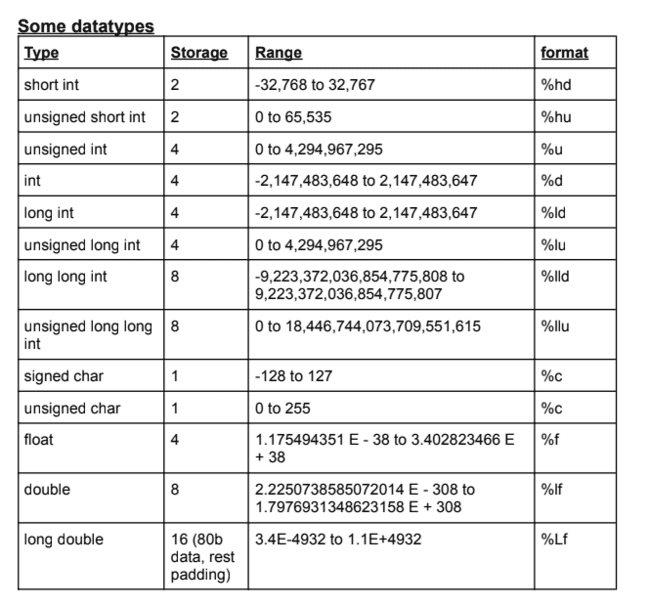 Some datatypes
Type Storage Range format
short int 2 -32,768 to 32,767 %hd
unsigned short int 2 0 to 65,535 %hu
unsigned int 4 0 to 4,294,967,295 %u
int 4 -2,147,483,648 to 2,147,483,647 %d
long int 4 -2,147,483,648 to 2,147,483,647 %ld
unsigned long int 4 0 to 4,294,967,295 %lu
long long int 8 -9,223,372,036,854,775,808 to %lld
9,223,372,036,854,775,807
unsigned long long 8 0 to 18,446,744,073,709,551,615 %llu
int
signed char 1 -128 to 127 %c
unsigned char 1 0 to 255 %c
float 4 1.175494351 E - 38 to 3.402823466 E %f
+ 38
double 8 2.2250738585072014 E - 308 to %lf
1.7976931348623158 E + 308
long double 16 (80b 3.4E-4932 to 1.1E+4932 %Lf
data, rest
padding)